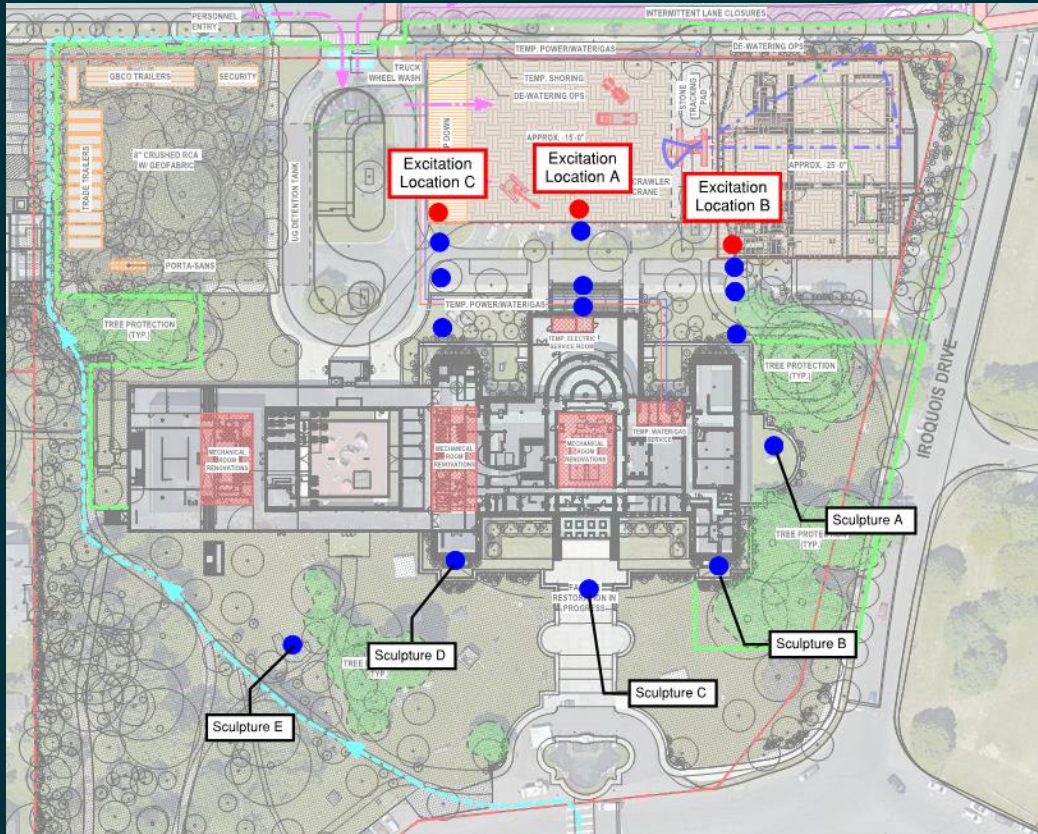 PERSONNEL
ENTRY
INTERMITTENT LANE CLOSURES
TEMP. POWER/WATER/GAS
DE-WATERING OPS
GBCO TRAILERS
SECURITY
TRUCK
WHEEL WASH
TEMP. SHORING
DE-WATERING OPS
STONE
TRACKING
PAD
TRADE TRAILERS
8" CRUSHED RCA
W/ GEOFABRIC
UG DETENTION TANK
DOWN
APPROX. -15'-0"
APPROX. -25'-0"
Excitation
Location C
Excitation
Location A
CRAWLER
CRANE
Excitation
Location B
PORTA-SANS
TEMP. POWER/WATER/GAS
TREE PROTECTION
(TYP.)
TEMP. ELECTRIC
SERVICE ROOM
TREE PROTECTION
(TYP.)
IROQUOIS DRIVE
TEMP. WATER/GAS
SERVICE
MECHANICAL
ROOM
RENOVATIONS
MECHANICAL
ROOM
RENOVATIONS
MECHANICAL
ROOM
RENOVATIONS
Sculpture A
TREE PROTECTION
(TYP.)
RESTORATION IN
PROGRESS
Sculpture B
Sculpture D
TREE
(TYP.)
Sculpture C
Sculpture E